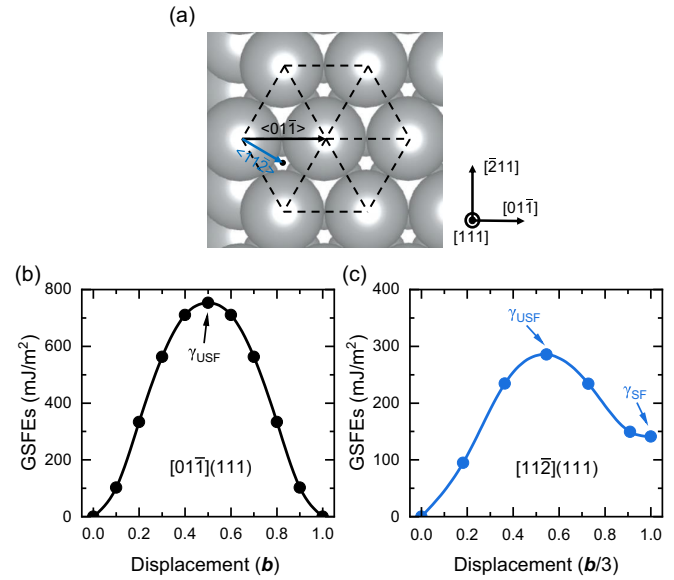 (a)
<01̄1̄>
<112̄>
[2̄11]
[011̄]
[111]
(b)
(c)
GSFEs (mJ/m²)
800
600
400
200
0
γUSF
[011̄](111)
0.0 0.2 0.4 0.6 0.8 1.0
Displacement (b)
GSFEs (mJ/m²)
400
300
200
100
0
γUSF
γSF
[112̄](111)
0.0 0.2 0.4 0.6 0.8 1.0
Displacement (b/3)